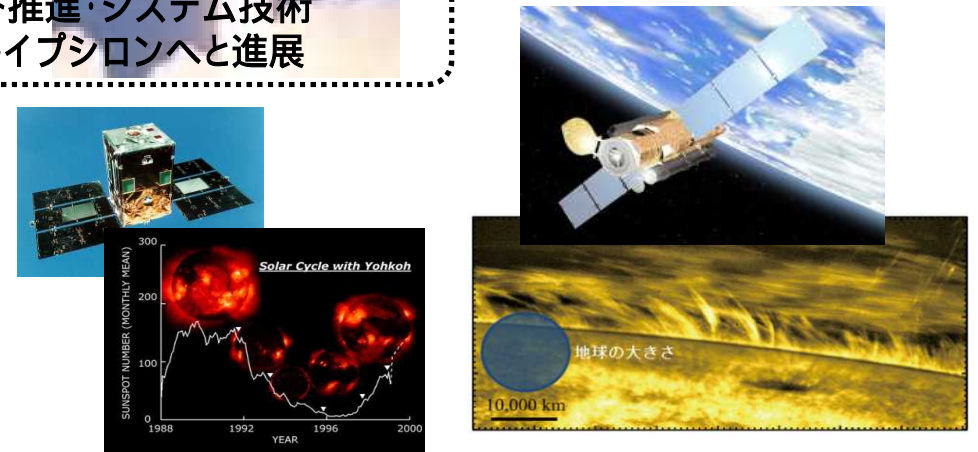 推進・システム技術
イプシロンへと進展
Solar Cycle with Yohkoh
SUNSPOT NUMBER (MONTHLY MEAN)
300
200
100
0
1988
1992
1996
2000
YEAR
地球の大きさ
10,000 km